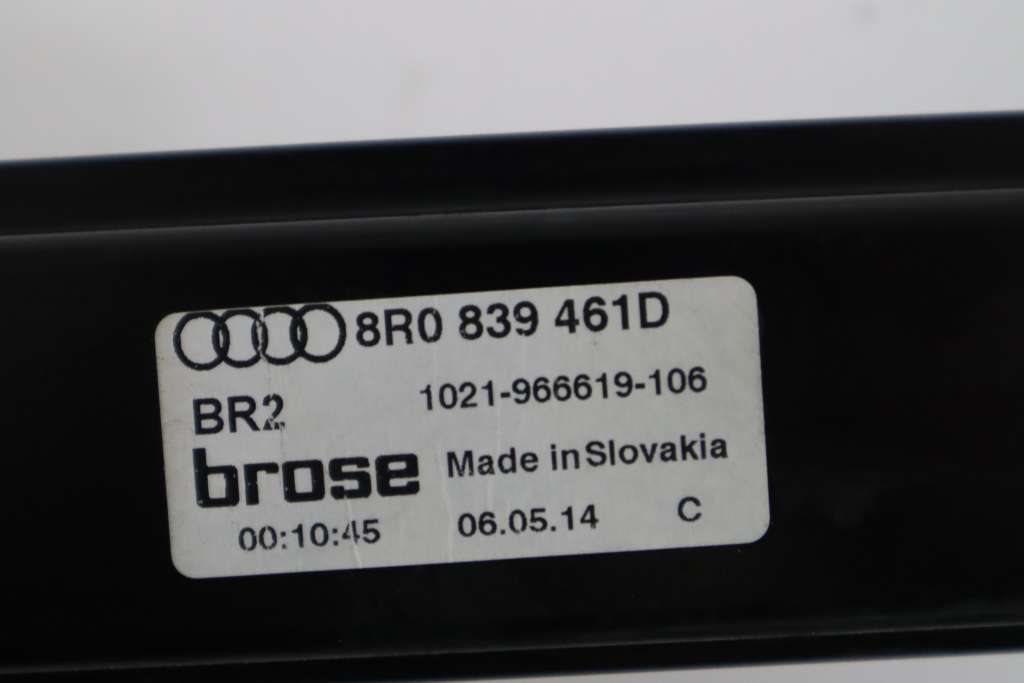 8R0 839 461D
BR2 1021-966619-106
brose Made in Slovakia
00:10:45 06.05.14 C